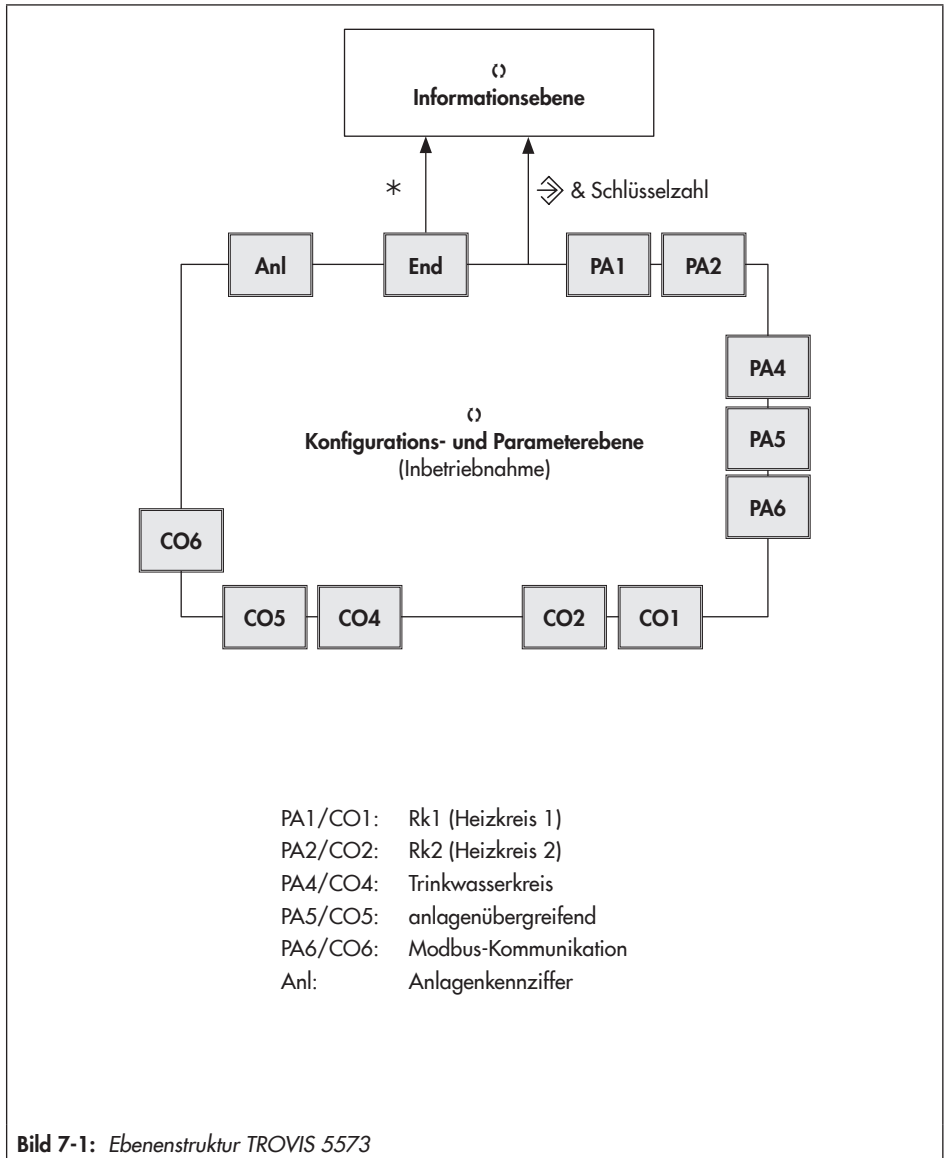 Informationsebene
*
& Schlüsselzahl
Anl
End
PA1
PA2
PA4
PA5
PA6
Konfigurations- und Parameterebene
(Inbetriebnahme)
CO6
CO5
CO4
CO2
CO1
PA1/CO1: Rk1 (Heizkreis 1)
PA2/CO2: Rk2 (Heizkreis 2)
PA4/CO4: Trinkwasserkreis
PA5/CO5: anlagenübergreifend
PA6/CO6: Modbus-Kommunikation
Anl: Anlagenkennziffer
Bild 7-1: Ebenenstruktur TROVIS 5573